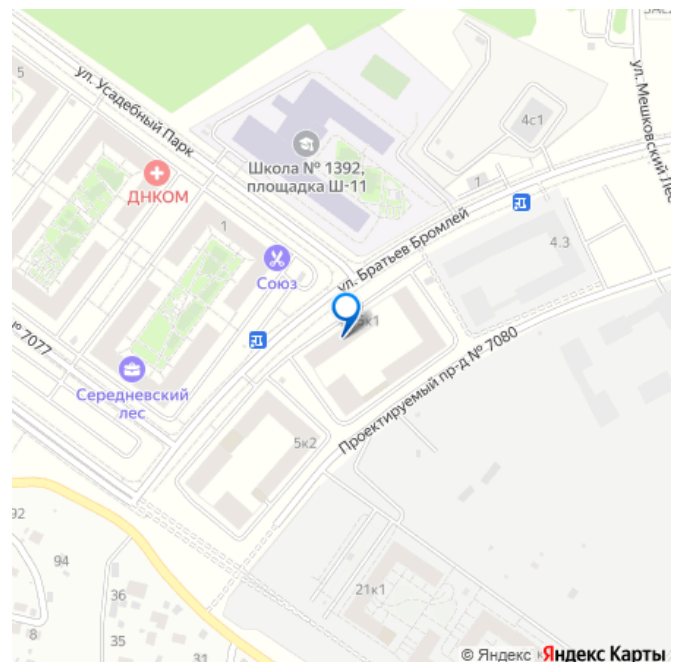 5
ул. Усадебный Парк
4с1
ул. Мешковский Лес
Школа № 1392,
площадка Ш-11
ДНКОМ
1
1
4.3
ул. Братьев Бромлей
Союз
5к1
№ 7077
Проектируемый пр-д № 7080
Середневский
лес
5к2
92
94
36
21к1
8
35
31
© Яндекс
Яндекс Карты